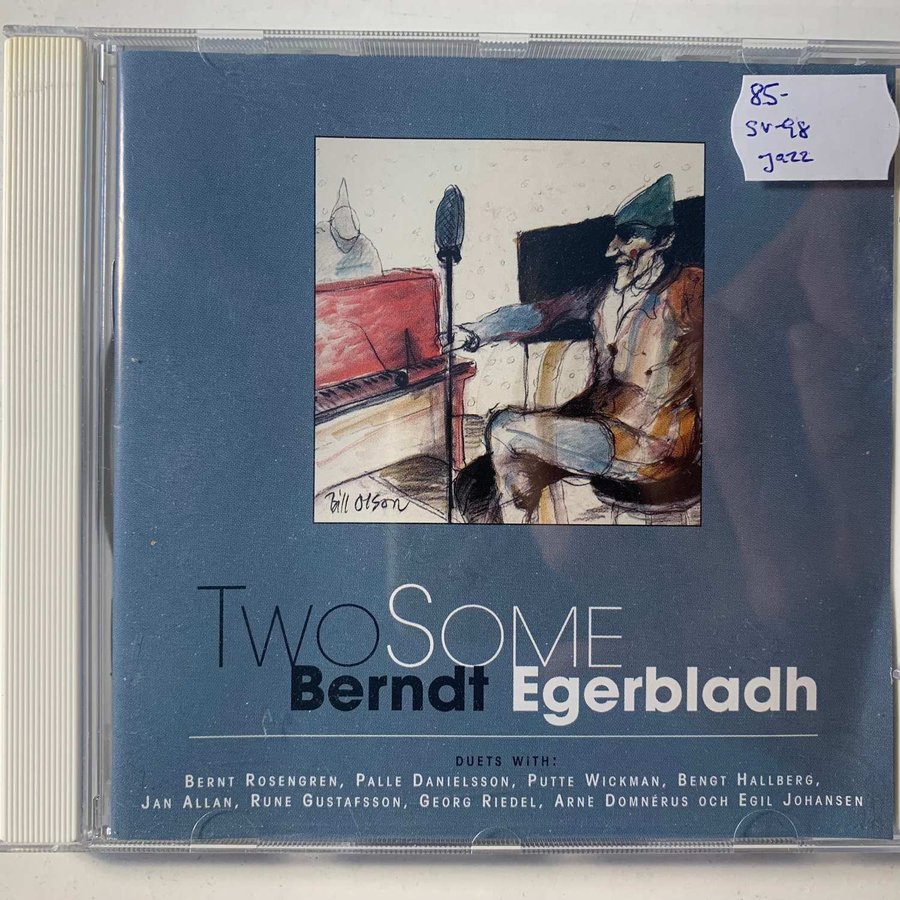 85-
SV-98
Jazz
Bill Olson
TWOSOME
Berndt Egerbladh
DUETS WITH:
BERNT ROSENGREN, PALLE DANIELSSON, PUTTE WICKMAN, BENGT HALLBERG,
JAN ALLAN, RUNE GUSTAFSSON, GEORG RIEDEL, ARNE DOMNÉRUS OCH EGIL JOHANSEN